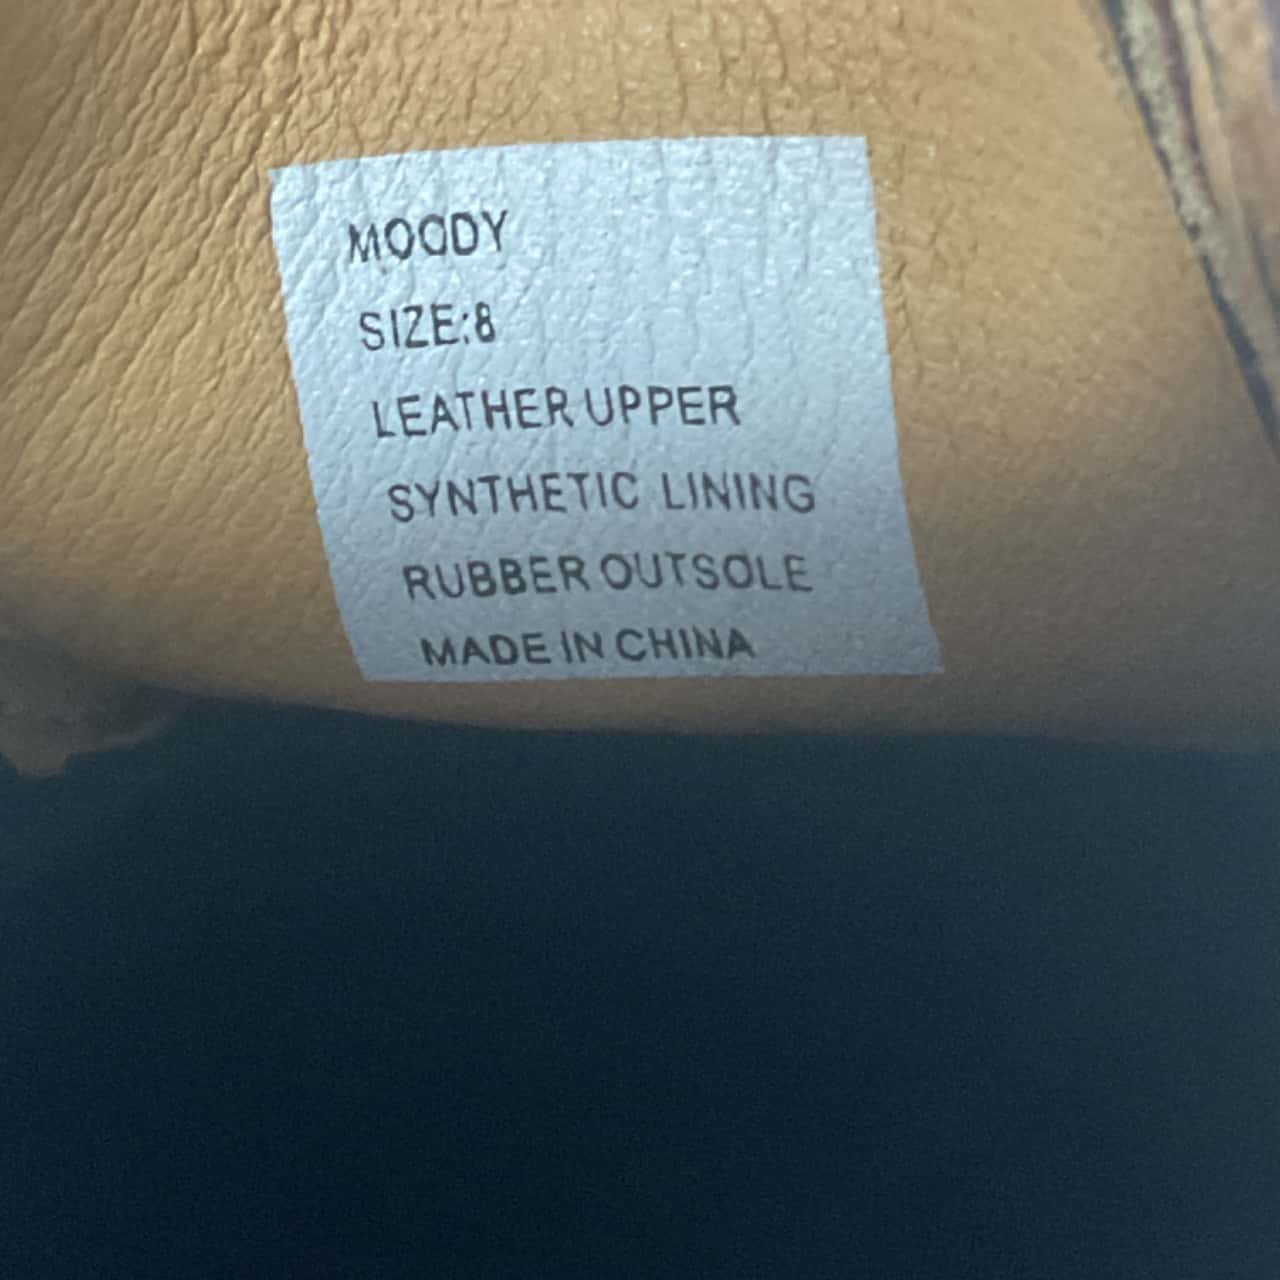 MOODY
SIZE:8
LEATHER UPPER
SYNTHETIC LINING
RUBBER OUTSOLE
MADE IN CHINA